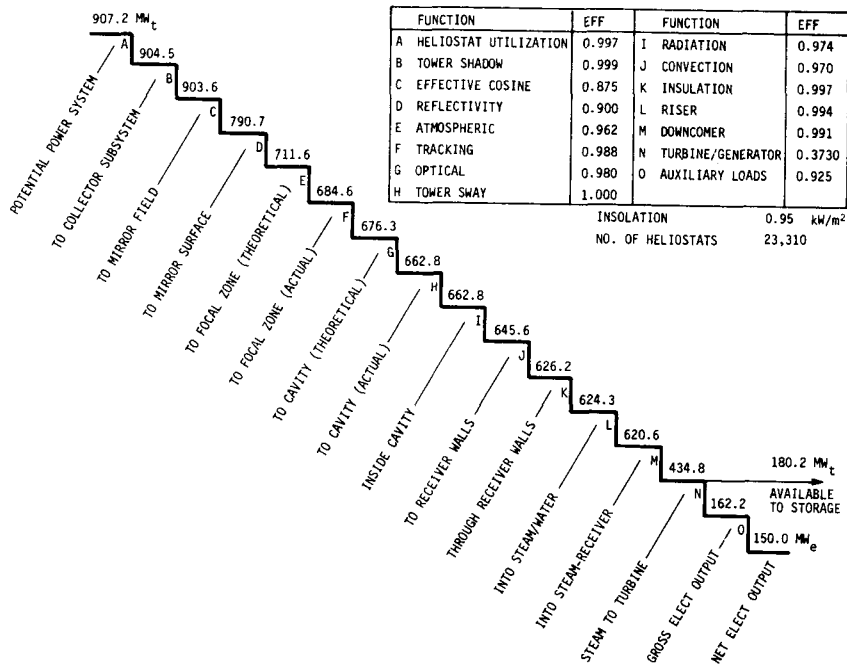 907.2 MWt
A
904.5
B
903.6
C
790.7
D
711.6
E
684.6
F
676.3
G
662.8
H
662.8
I
645.6
J
626.2
K
624.3
L
620.6
M
434.8
N
162.2
O
150.0 MWe
180.2 MWt
AVAILABLE
TO STORAGE
POTENTIAL POWER SYSTEM
TO COLLECTOR SUBSYSTEM
TO MIRROR FIELD
TO MIRROR SURFACE
TO FOCAL ZONE (THEORETICAL)
TO FOCAL ZONE (ACTUAL)
TO CAVITY (THEORETICAL)
TO CAVITY (ACTUAL)
INSIDE CAVITY
TO RECEIVER WALLS
THROUGH RECEIVER WALLS
INTO STEAM/WATER
INTO STEAM-RECEIVER
STEAM TO TURBINE
GROSS ELECT OUTPUT
NET ELECT OUTPUT
FUNCTION EFF FUNCTION EFF
A HELIOSTAT UTILIZATION 0.997 I RADIATION 0.974
B TOWER SHADOW 0.999 J CONVECTION 0.970
C EFFECTIVE COSINE 0.875 K INSULATION 0.997
D REFLECTIVITY 0.900 L RISER 0.994
E ATMOSPHERIC 0.962 M DOWNCOMER 0.991
F TRACKING 0.988 N TURBINE/GENERATOR 0.3730
G OPTICAL 0.980 O AUXILIARY LOADS 0.925
H TOWER SWAY 1.000
INSOLATION 0.95 kW/m²
NO. OF HELIOSTATS 23,310